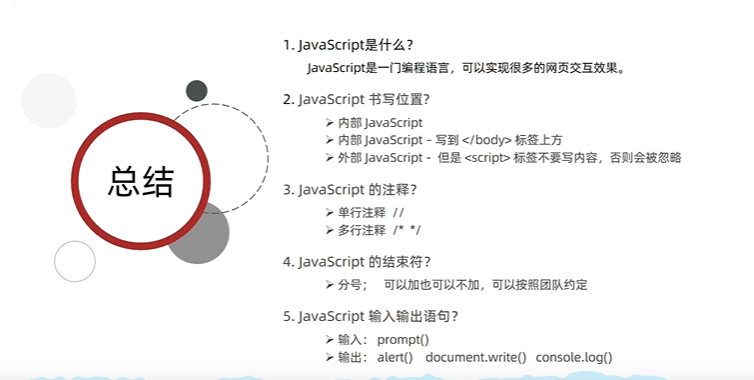 总结
1. JavaScript是什么？
JavaScript是一门编程语言，可以实现很多的网页交互效果。
2. JavaScript 书写位置？
➢ 内部 JavaScript
➢ 内部 JavaScript – 写到 </body> 标签上方
➢ 外部 JavaScript - 但是 <script> 标签不要写内容，否则会被忽略
3. JavaScript 的注释？
➢ 单行注释 //
➢ 多行注释 /* */
4. JavaScript 的结束符？
➢ 分号； 可以加也可以不加，可以按照团队约定
5. JavaScript 输入输出语句？
➢ 输入： prompt()
➢ 输出： alert() document.write() console.log()